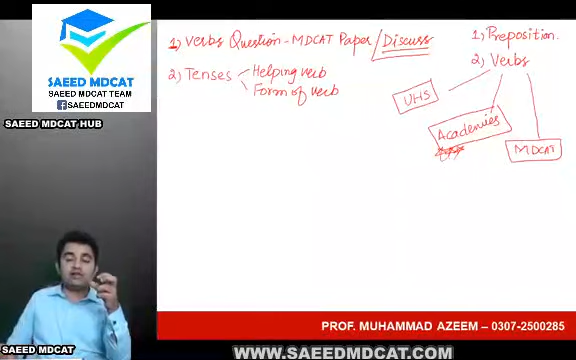 SAEED MDCAT
SAEED MDCAT TEAM
SAEEDMDCAT
SAEED MDCAT HUB
1) Verbs Question - MDCAT Paper / Discuss
2) Tenses
Helping verb
Form of verb
1) Preposition.
2) Verbs
UHS
Academies
MDCAT
SAEED MDCAT
PROF. MUHAMMAD AZEEM – 0307-2500285
WWW.SAEEDMDCAT.COM